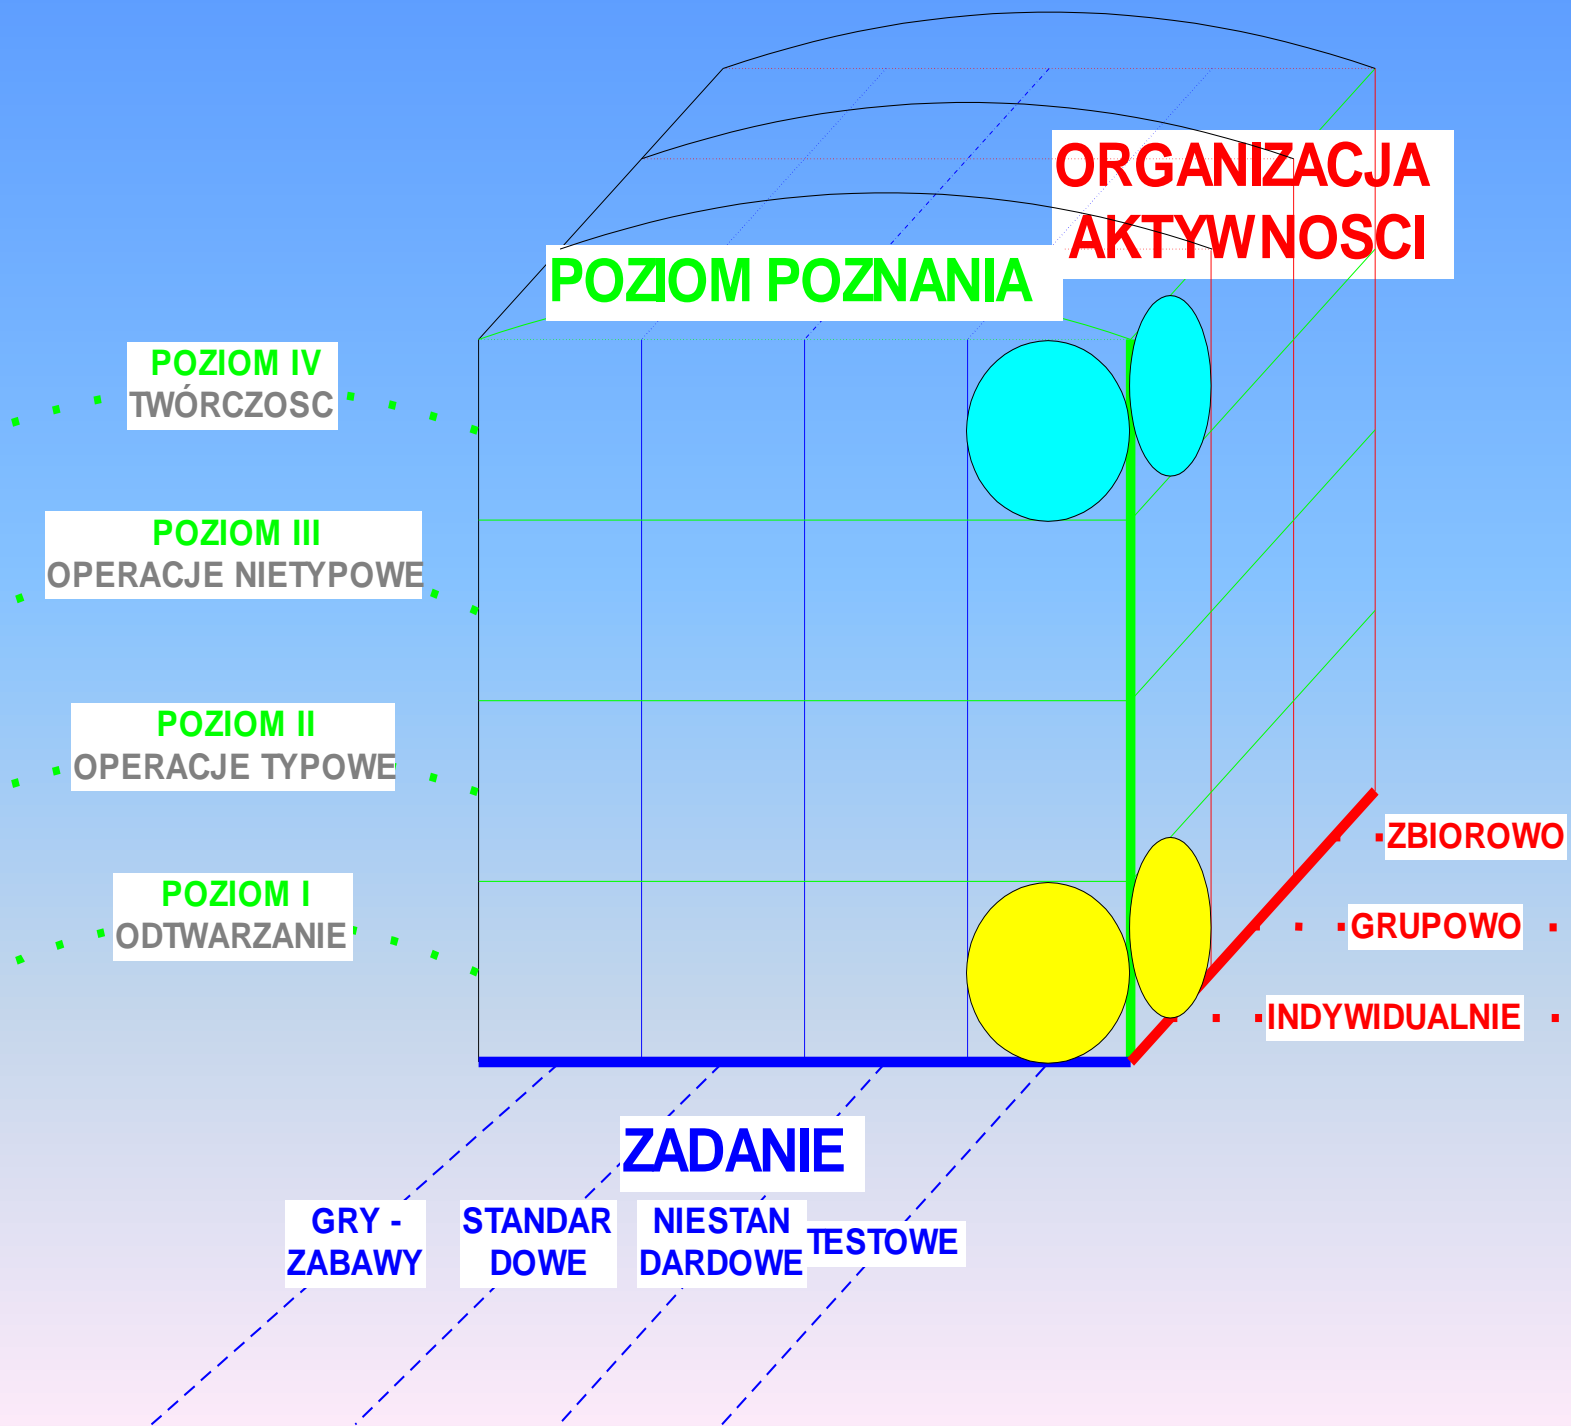 ORGANIZACJA
AKTYWNOSCI
POZIOM POZNANIA
POZIOM IV
TWÓRCZOSC
POZIOM III
OPERACJE NIETYPOWE
POZIOM II
OPERACJE TYPOWE
POZIOM I
ODTWARZANIE
ZBIOROWO
GRUPOWO
INDYWIDUALNIE
ZADANIE
GRY -
ZABAWY
STANDAR
DOWE
NIESTAN
DARDOWE
TESTOWE